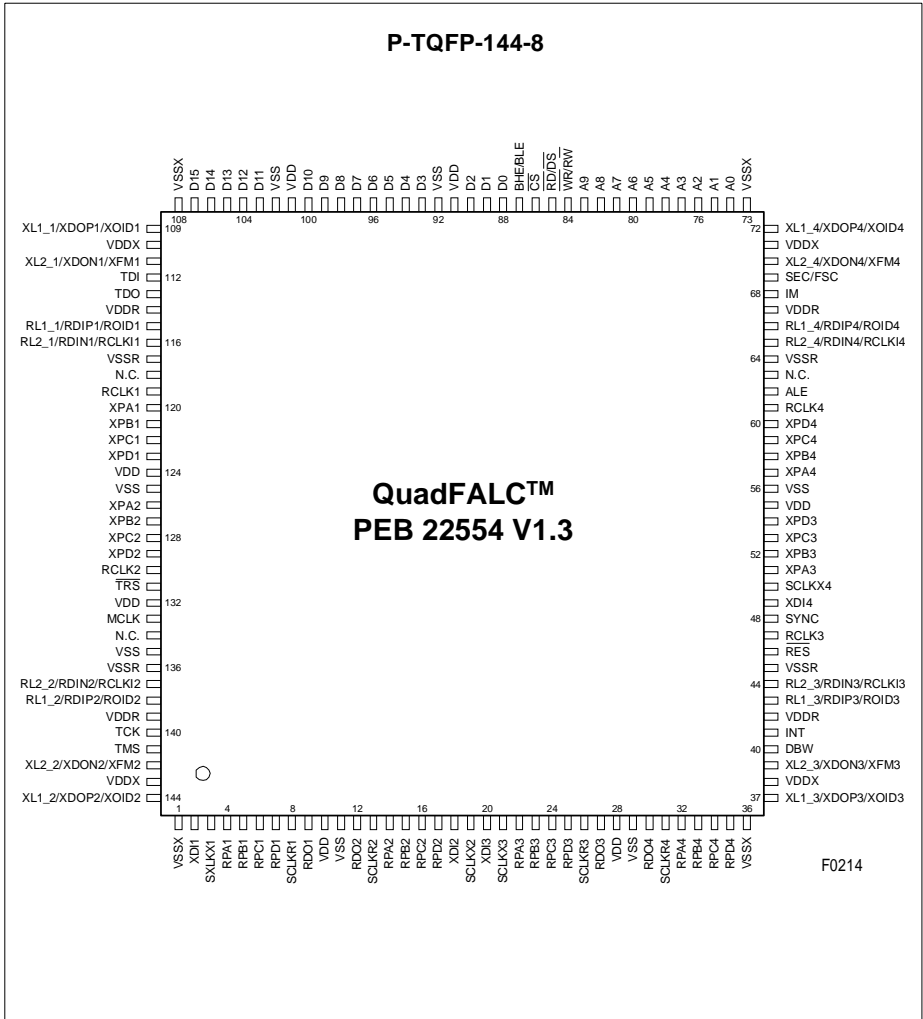 P-TQFP-144-8
VSSX
D15
D14
D13
D12
D11
VSS
VDD
D10
D9
D8
D7
D6
D5
D4
D3
VSS
VDD
D2
D1
D0
BHE/BLE
CS
RD/DS
WR/RW
A9
A8
A7
A6
A5
A4
A3
A2
A1
A0
VSSX
108
104
100
96
92
88
84
80
76
73
XL1_1/XDOP1/XOID1 109
VDDX
XL2_1/XDON1/XFM1
TDI 112
TDO
VDDR
RL1_1/RDIP1/ROID1
RL2_1/RDIN1/RCLKI1 116
VSSR
N.C.
RCLK1
XPA1 120
XPB1
XPC1
XPD1
VDD 124
VSS
XPA2
XPB2
XPC2 128
XPD2
RCLK2
TRS
VDD 132
MCLK
N.C.
VSS
VSSR 136
RL2_2/RDIN2/RCLKI2
RL1_2/RDIP2/ROID2
VDDR
TCK 140
TMS
XL2_2/XDON2/XFM2
VDDX
XL1_2/XDOP2/XOID2 144
QuadFALC™
PEB 22554 V1.3
72 XL1_4/XDOP4/XOID4
VDDX
XL2_4/XDON4/XFM4
SEC/FSC
68 IM
VDDR
RL1_4/RDIP4/ROID4
RL2_4/RDIN4/RCLKI4
64 VSSR
N.C.
ALE
RCLK4
60 XPD4
XPC4
XPB4
XPA4
56 VSS
VDD
XPD3
XPC3
52 XPB3
XPA3
SCLKX4
XDI4
48 SYNC
RCLK3
RES
VSSR
44 RL2_3/RDIN3/RCLKI3
RL1_3/RDIP3/ROID3
VDDR
INT
40 DBW
XL2_3/XDON3/XFM3
VDDX
37 XL1_3/XDOP3/XOID3
1
4
8
12
16
20
24
28
32
36
VSSX
XDI1
SXLKX1
RPA1
RPB1
RPC1
RPD1
SCLKR1
RDO1
VDD
VSS
RDO2
SCLKR2
RPA2
RPB2
RPC2
RPD2
XDI2
SCLKX2
XDI3
SCLKX3
RPA3
RPB3
RPC3
RPD3
SCLKR3
RDO3
VDD
VSS
RDO4
SCLKR4
RPA4
RPB4
RPC4
RPD4
VSSX
F0214